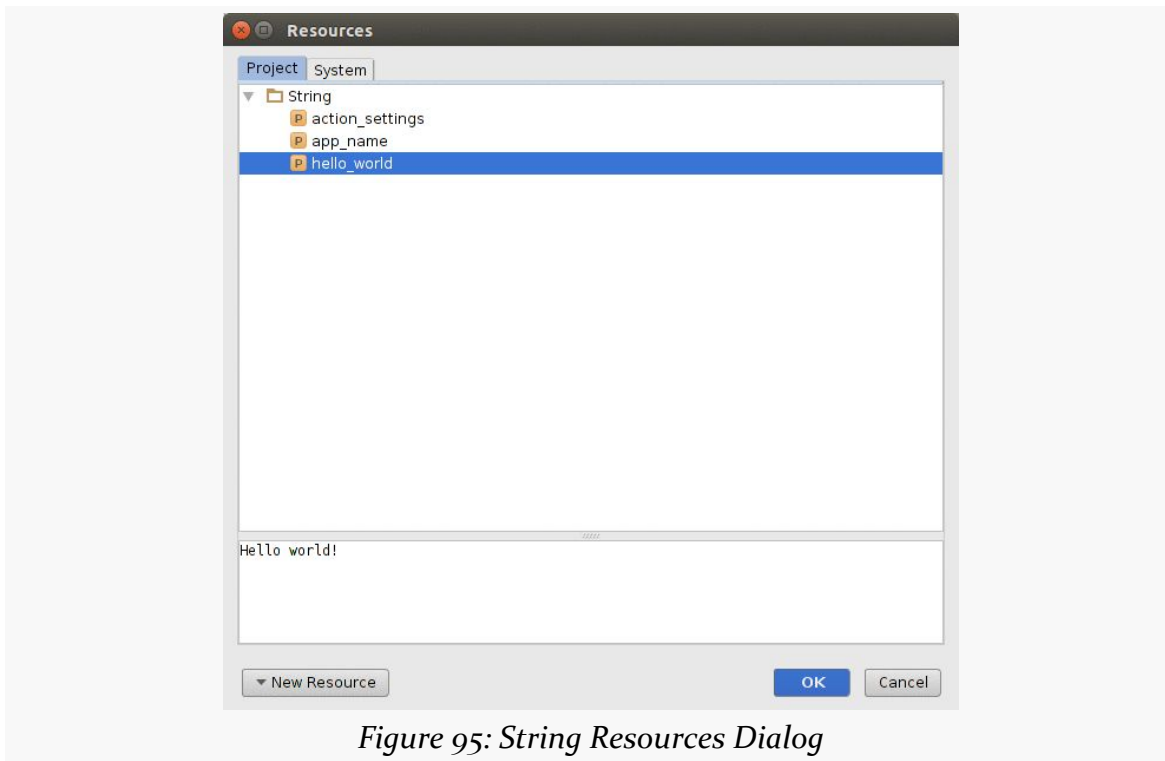 Resources
Project System
String
P action_settings
P app_name
P hello_world
Hello world!
New Resource OK Cancel
Figure 95: String Resources Dialog